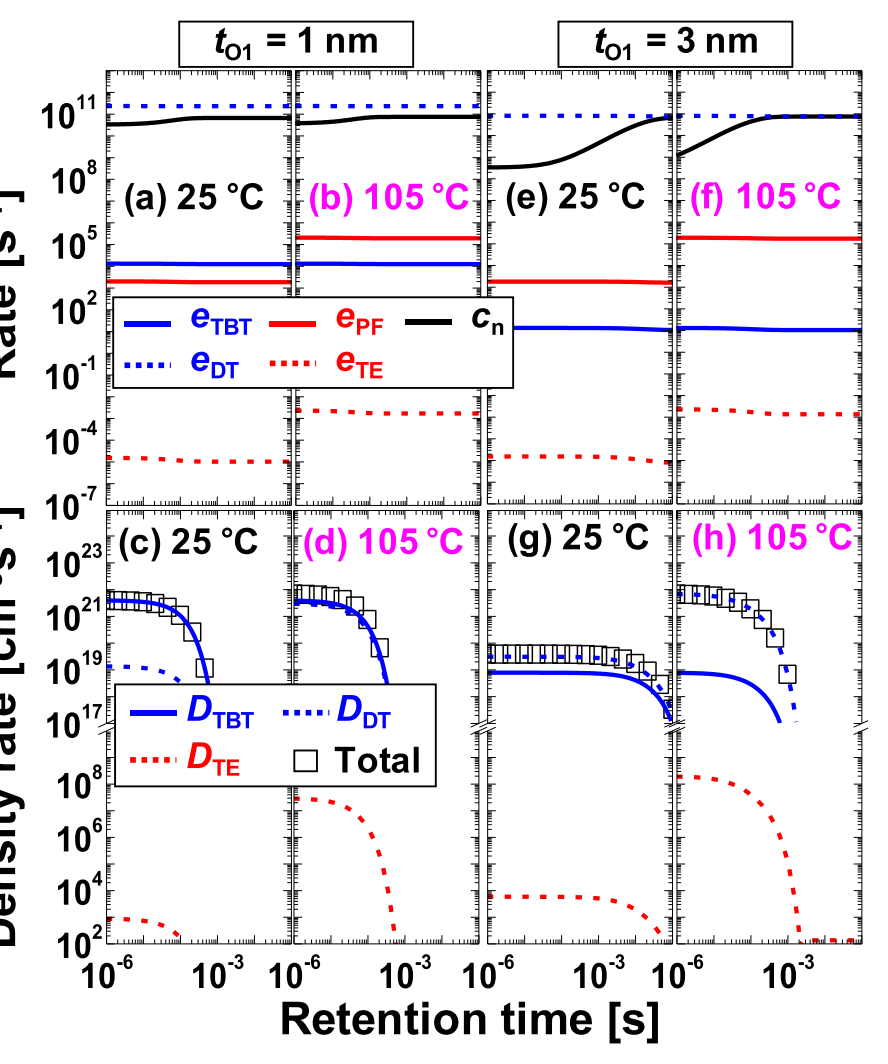 tO1 = 1 nm
tO1 = 3 nm
Rate [s
10^11
10^8
10^5
10^2
10^-1
10^-4
10^-7
(a) 25 °C
(b) 105 °C
(e) 25 °C
(f) 105 °C
eTBT
ePF
cn
eDT
eTE
Density rate [cm
10^23
10^21
10^19
10^17
10^8
10^6
10^4
10^2
(c) 25 °C
(d) 105 °C
(g) 25 °C
(h) 105 °C
DTBT
DDT
DTE
Total
10^-6
10^-3
10^-6
10^-3
10^-6
10^-3
10^-6
10^-3
Retention time [s]